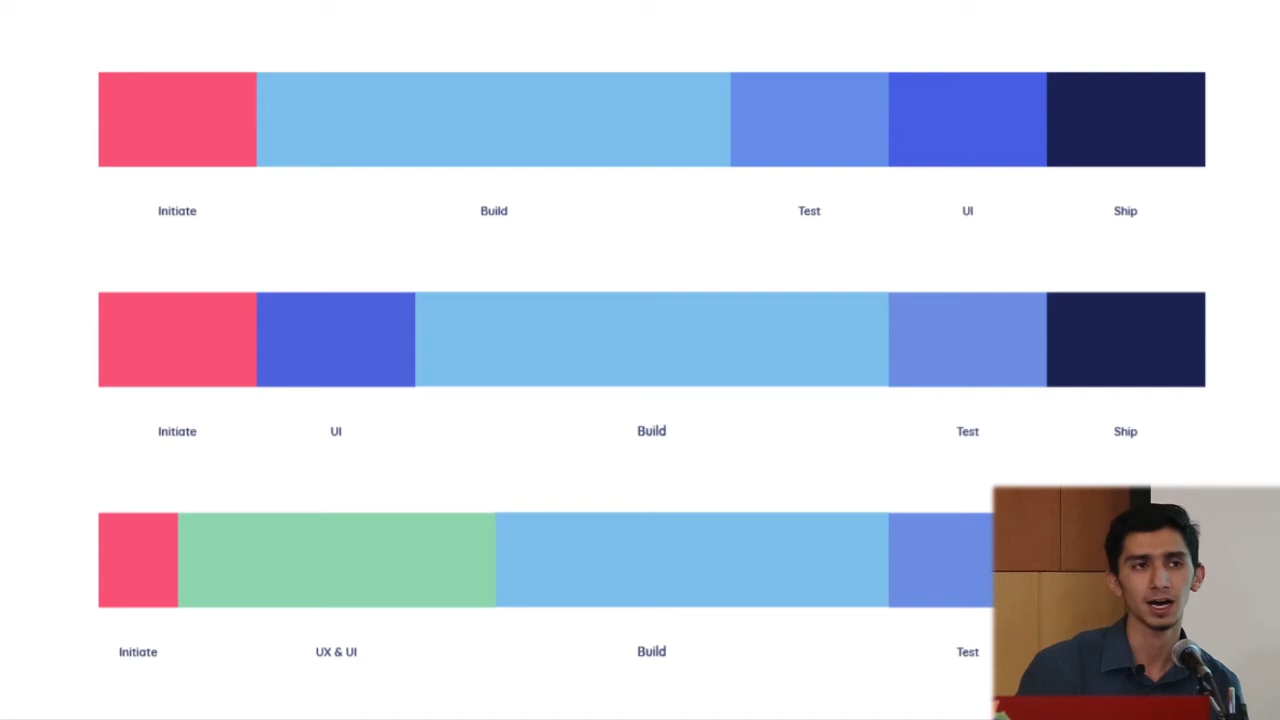 Initiate Build Test UI Ship
Initiate UI Build Test Ship
Initiate UX & UI Build Test